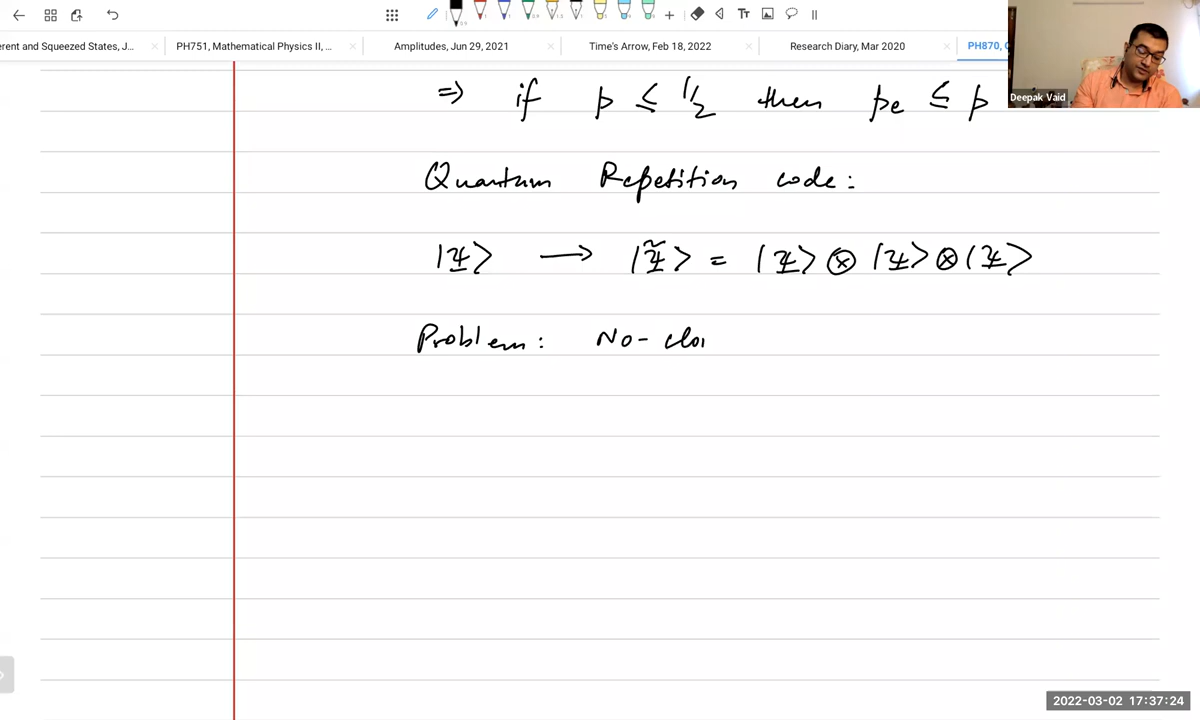 erent and Squeezed States, J...
PH751, Mathematical Physics II, ...
Amplitudes, Jun 29, 2021
Time's Arrow, Feb 18, 2022
Research Diary, Mar 2020
PH870,
Deepak Vaid
⇒ if p ≤ 1/2 then pe ≤ p
Quantum Repetition code:
|Ψ⟩ → |Ψ̃⟩ = |Ψ⟩ ⊗ |Ψ⟩ ⊗ |Ψ⟩
Problem: No-clon
2022-03-02 17:37:24